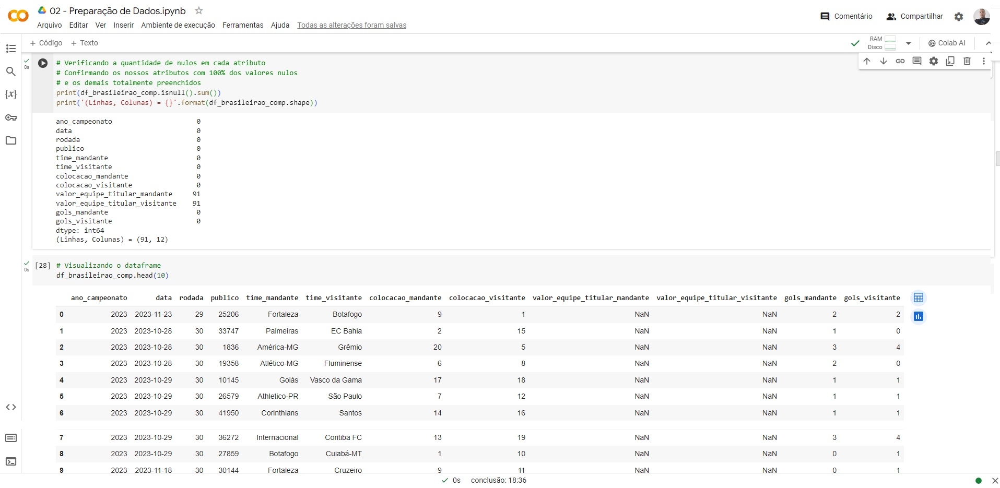 02 - Preparação de Dados.ipynb
Arquivo Editar Ver Inserir Ambiente de execução Ferramentas Ajuda Todas as alterações foram salvas
Comentário Compartilhar
+ Código + Texto
RAM
Disco
Colab AI
0s
# Verificando a quantidade de nulos em cada atributo
# Confirmando os nossos atributos com 100% dos valores nulos
# e os demais totalmente preenchidos
print(df_brasileirao_comp.isnull().sum())
print('(Linhas, Colunas) = {}'.format(df_brasileirao_comp.shape))
ano_campeonato 0
data 0
rodada 0
publico 0
time_mandante 0
time_visitante 0
colocacao_mandante 0
colocacao_visitante 0
valor_equipe_titular_mandante 91
valor_equipe_titular_visitante 91
gols_mandante 0
gols_visitante 0
dtype: int64
(Linhas, Colunas) = (91, 12)
0s
[28] # Visualizando o dataframe
df_brasileirao_comp.head(10)
ano_campeonato data rodada publico time_mandante time_visitante colocacao_mandante colocacao_visitante valor_equipe_titular_mandante valor_equipe_titular_visitante gols_mandante gols_visitante
0 2023 2023-11-23 29 25206 Fortaleza Botafogo 9 1 NaN NaN 2 2
1 2023 2023-10-28 30 33747 Palmeiras EC Bahia 2 15 NaN NaN 1 0
2 2023 2023-10-28 30 1836 América-MG Grêmio 20 5 NaN NaN 3 4
3 2023 2023-10-28 30 19358 Atlético-MG Fluminense 6 8 NaN NaN 2 0
4 2023 2023-10-29 30 10145 Goiás Vasco da Gama 17 18 NaN NaN 1 1
5 2023 2023-10-29 30 26579 Athletico-PR São Paulo 7 12 NaN NaN 1 1
6 2023 2023-10-29 30 41950 Corinthians Santos 14 16 NaN NaN 1 1
7 2023 2023-10-29 30 36272 Internacional Coritiba FC 13 19 NaN NaN 3 4
8 2023 2023-10-29 30 27859 Botafogo Cuiabá-MT 1 10 NaN NaN 0 1
9 2023 2023-11-18 30 30144 Fortaleza Cruzeiro 9 11 NaN NaN 0 1
0s conclusão: 18:36